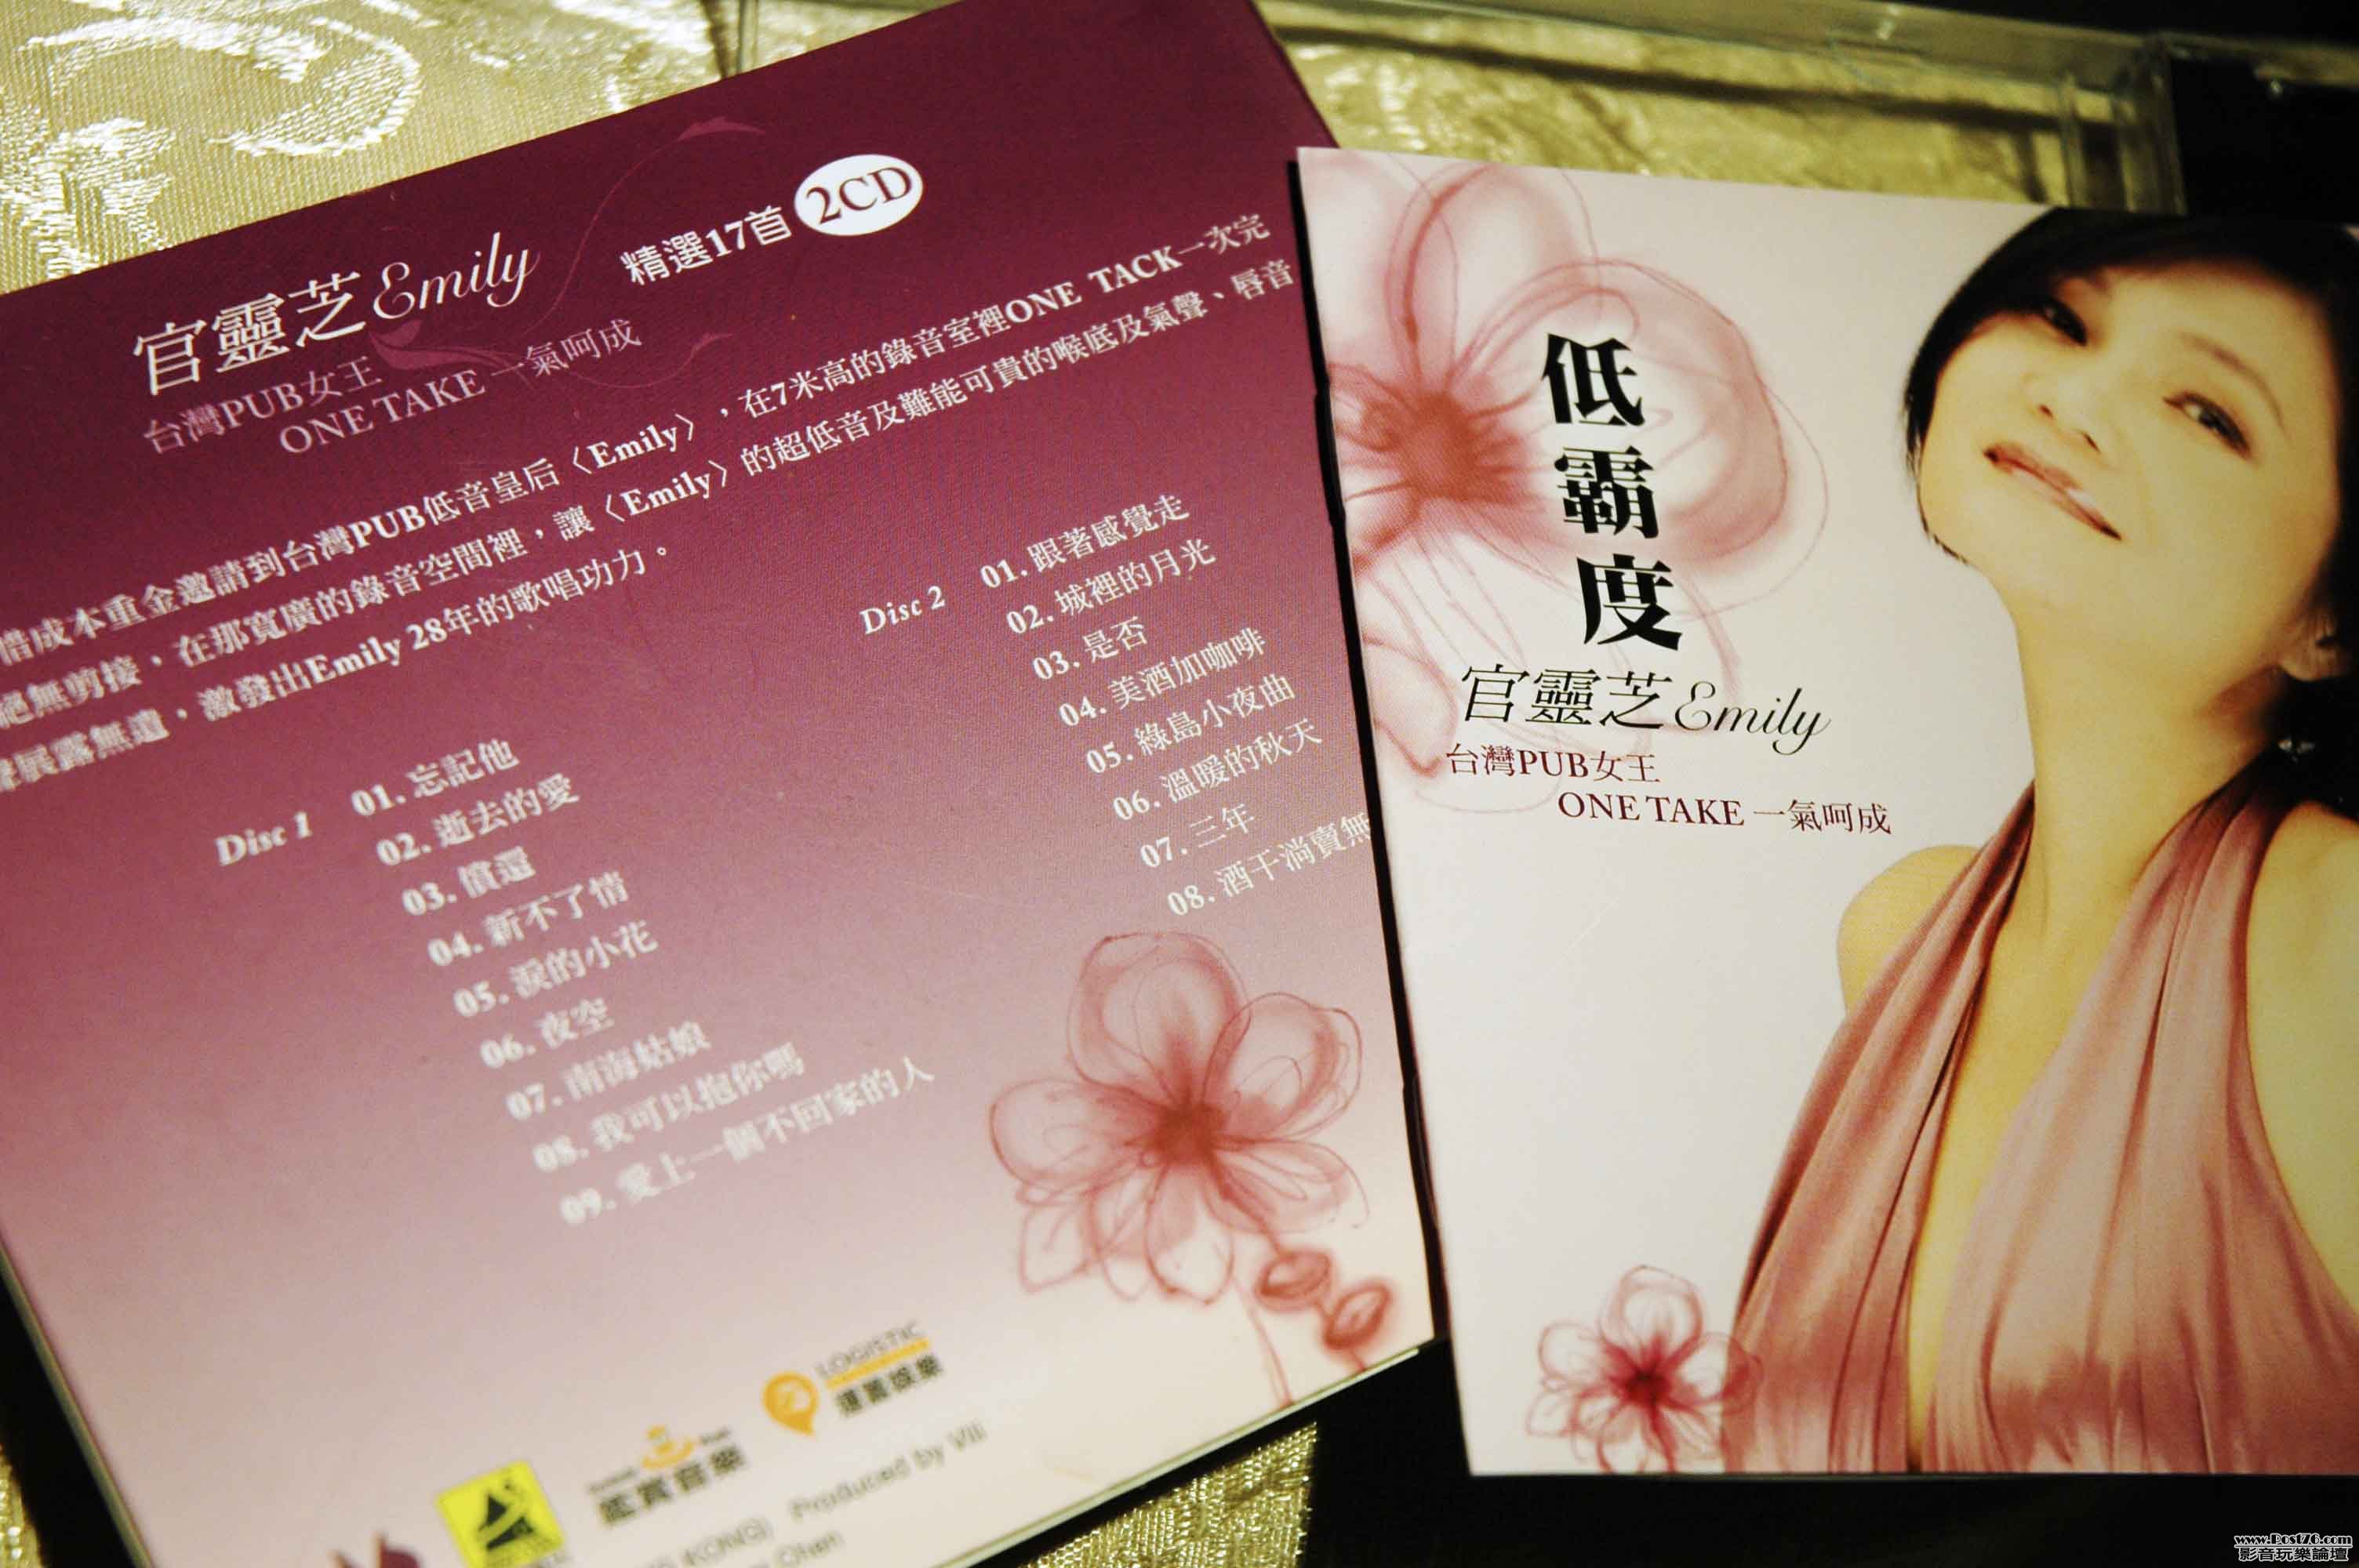 官靈芝Emily
精選17首 2CD
台灣PUB女王
ONE TAKE 一氣呵成
惜成本重金邀請到台灣PUB低音皇后〈Emily〉，在7米高的錄音室裡ONE TACK一次完
絕無剪接，在那寬廣的錄音空間裡，讓〈Emily〉的超低音及難能可貴的喉底及氣聲、唇音
展露無遺，激發出Emily 28年的歌唱功力。
Disc 1
01. 忘記他
02. 逝去的愛
03. 償還
04. 新不了情
05. 淚的小花
06. 夜空
07. 南海姑娘
08. 我可以抱你嗎
09. 愛上一個不回家的人
Disc 2
01. 跟著感覺走
02. 城裡的月光
03. 是否
04. 美酒加咖啡
05. 綠島小夜曲
06. 溫暖的秋天
07. 三年
08. 酒干淌賣無
LOGISTIC
鑑賞音樂
KONG) Produced by Vii
Chan
低霸度
官靈芝Emily
台灣PUB女王
ONE TAKE 一氣呵成
www.Post76.com
影音玩樂論壇